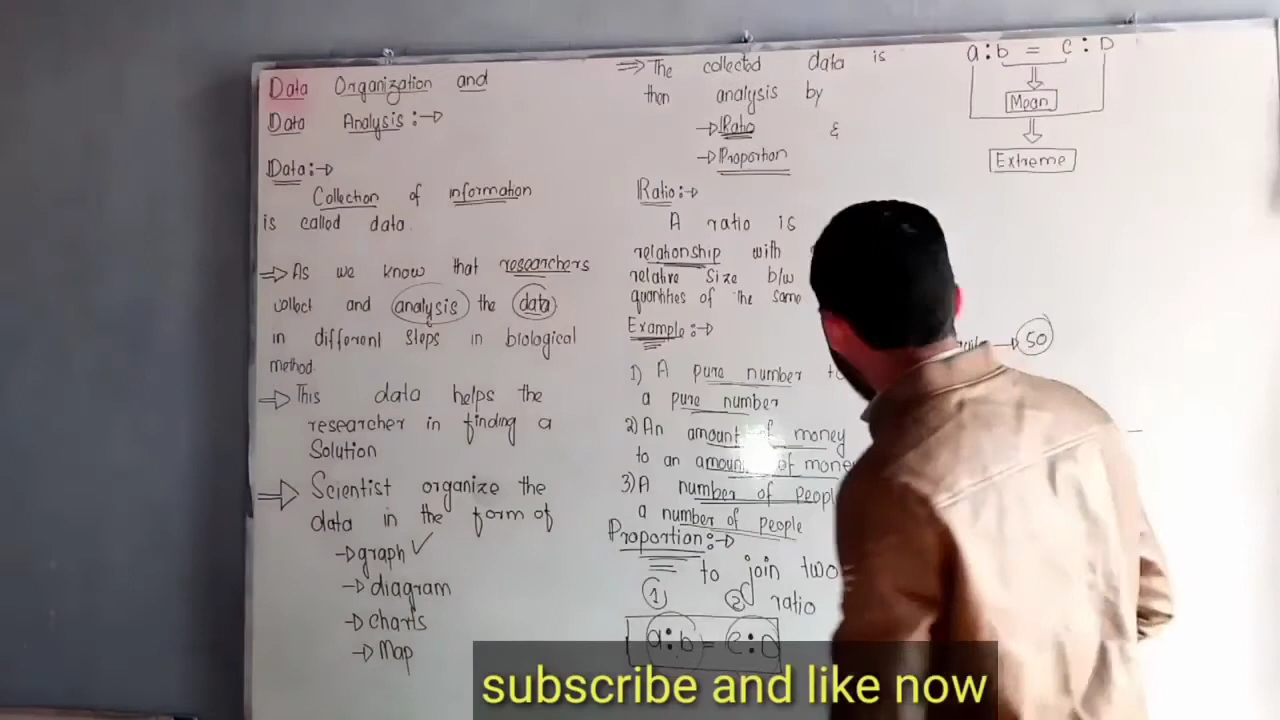 Data Organization and
Data Analysis:→
Data:→
Collection of information
is called data.
⇒ As we know that researchers
collect and analysis the data
in different steps in biological
method.
⇒ This data helps the
researcher in finding a
Solution
⇒ Scientist organize the
data in the form of
→ graph ✓
→ diagram
→ charts
→ Map
⇒ The collected data is
then analysis by
→ Ratio &
→ Proportion
Ratio:→
A ratio is
relationship with
relative size b/w
quantities of the same
Example:→
1) A pure number to
a pure number
2) An amount of money
to an amount of money
3) A number of people
a number of people
Proportion:→
to join two
ratio
1 2
a:b = c:D
a:b = c:D
Mean
Extreme
→ 50
subscribe and like now